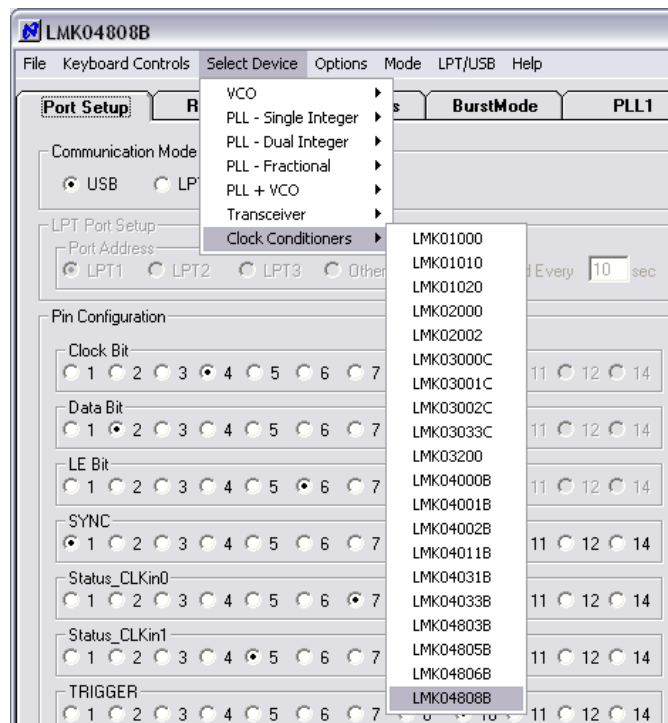 LMK04808B
File Keyboard Controls Select Device Options Mode LPT/USB Help
Port Setup BurstMode PLL1
VCO
PLL - Single Integer
PLL - Dual Integer
PLL - Fractional
PLL + VCO
Transceiver
Clock Conditioners
LMK01000
LMK01010
LMK01020
LMK02000
LMK02002
LMK03000C
LMK03001C
LMK03002C
LMK03033C
LMK03200
LMK04000B
LMK04001B
LMK04002B
LMK04011B
LMK04031B
LMK04033B
LMK04803B
LMK04805B
LMK04806B
LMK04808B
Communication Mode
USB
LPT Port Setup
Port Address
LPT1 LPT2 LPT3 Every 10 sec
Pin Configuration
Clock Bit
1 2 3 4 5 6 7 11 12 14
Data Bit
1 2 3 4 5 6 7 11 12 14
LE Bit
1 2 3 4 5 6 7 11 12 14
SYNC
1 2 3 4 5 6 7 11 12 14
Status_CLKin0
1 2 3 4 5 6 7 11 12 14
Status_CLKin1
1 2 3 4 5 6 7 11 12 14
TRIGGER
1 2 3 4 5 6 7 11 12 14